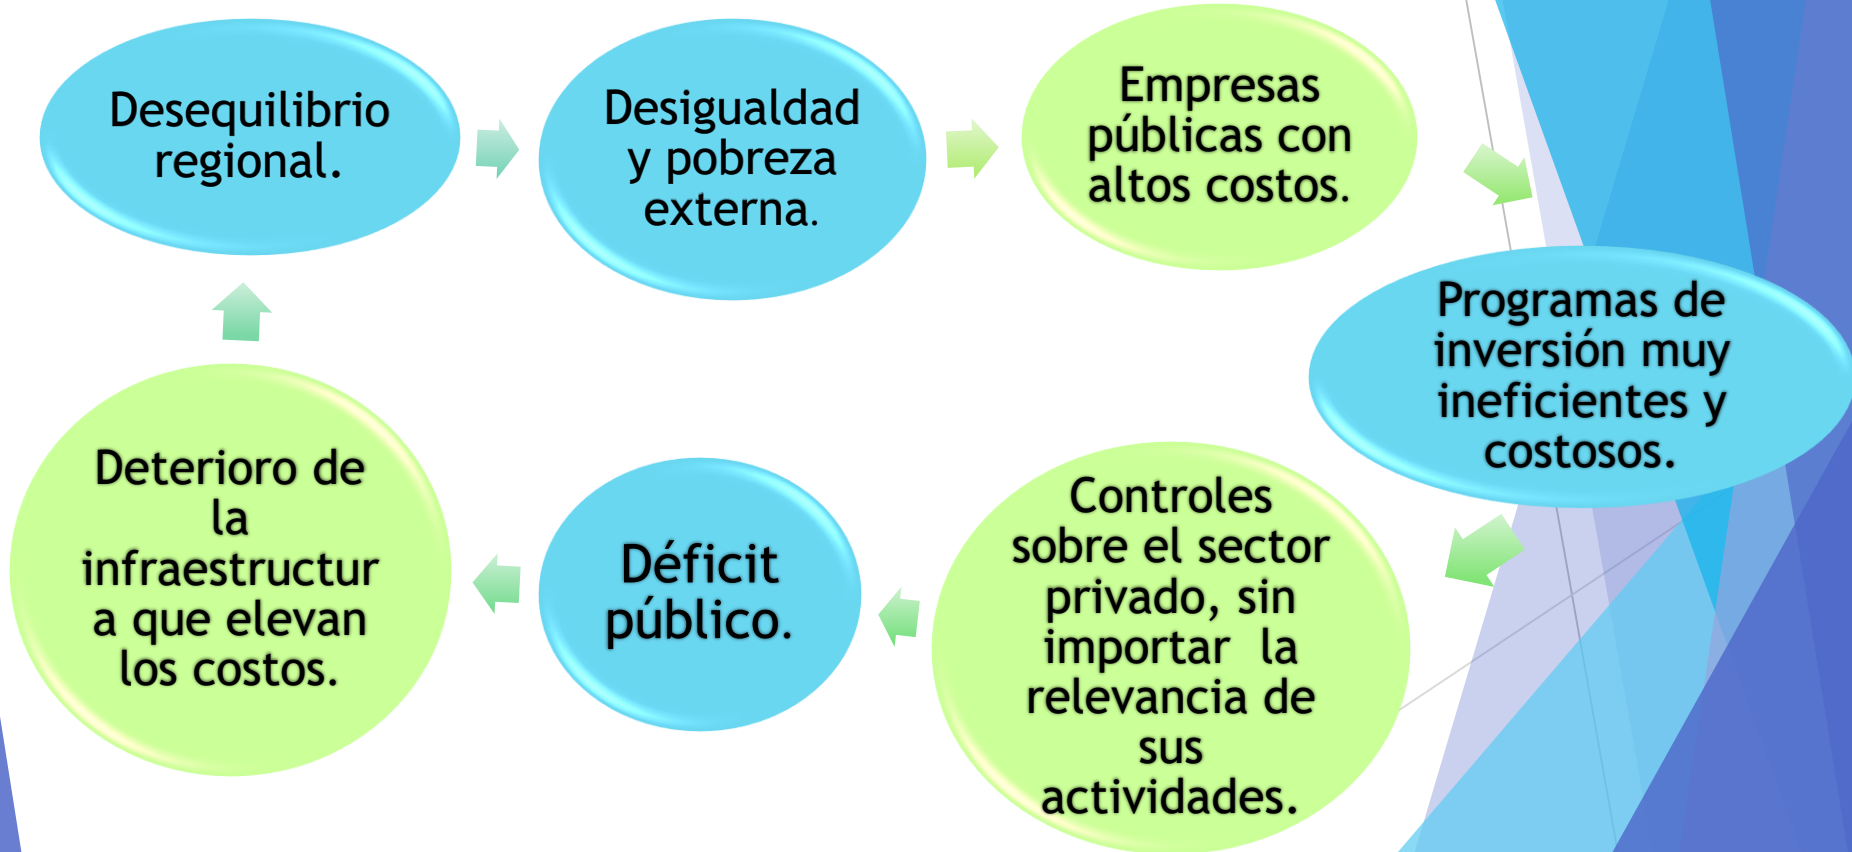 Desequilibrio
regional.
Desigualdad
y pobreza
externa.
Empresas
públicas con
altos costos.
Programas de
inversión muy
ineficientes y
costosos.
Controles
sobre el sector
privado, sin
importar  la
relevancia de
sus
actividades.
Déficit
público.
Deterioro de
la
infraestructur
a que elevan
los costos.